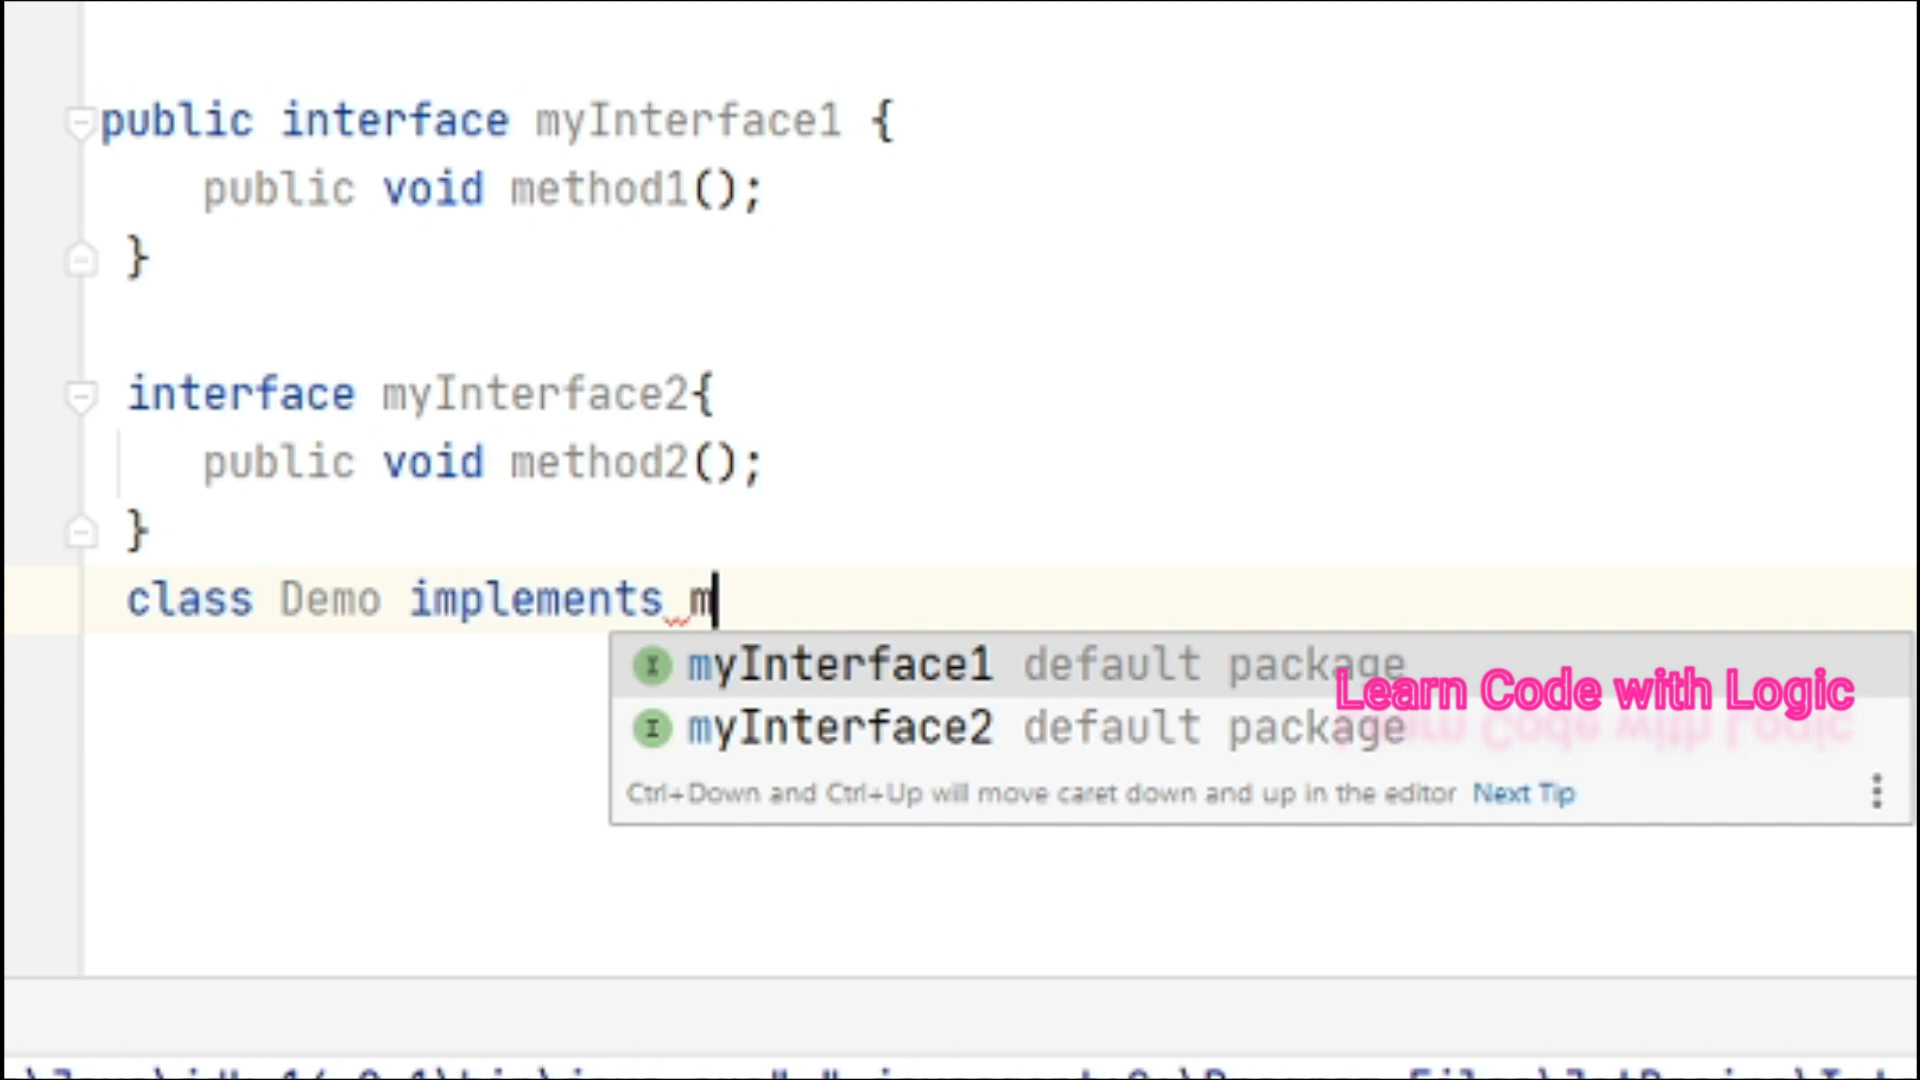 public interface myInterface1 {
public void method1();
}
interface myInterface2{
public void method2();
}
class Demo implements m
myInterface1 default package
myInterface2 default package
Learn Code with Logic
Ctrl+Down and Ctrl+Up will move caret down and up in the editor Next Tip